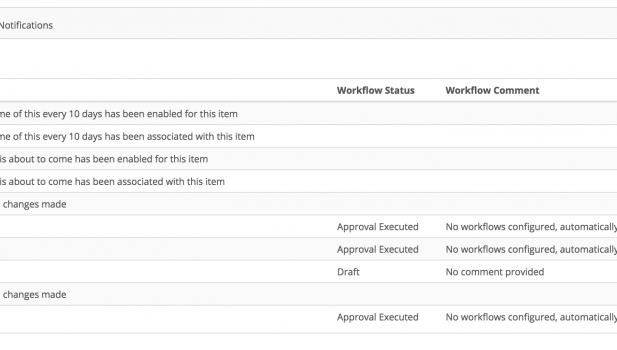 Notifications
Workflow Status Workflow Comment
me of this every 10 days has been enabled for this item
me of this every 10 days has been associated with this item
is about to come has been enabled for this item
is about to come has been associated with this item
changes made
Approval Executed No workflows configured, automatically
Approval Executed No workflows configured, automatically
Draft No comment provided
changes made
Approval Executed No workflows configured, automatically